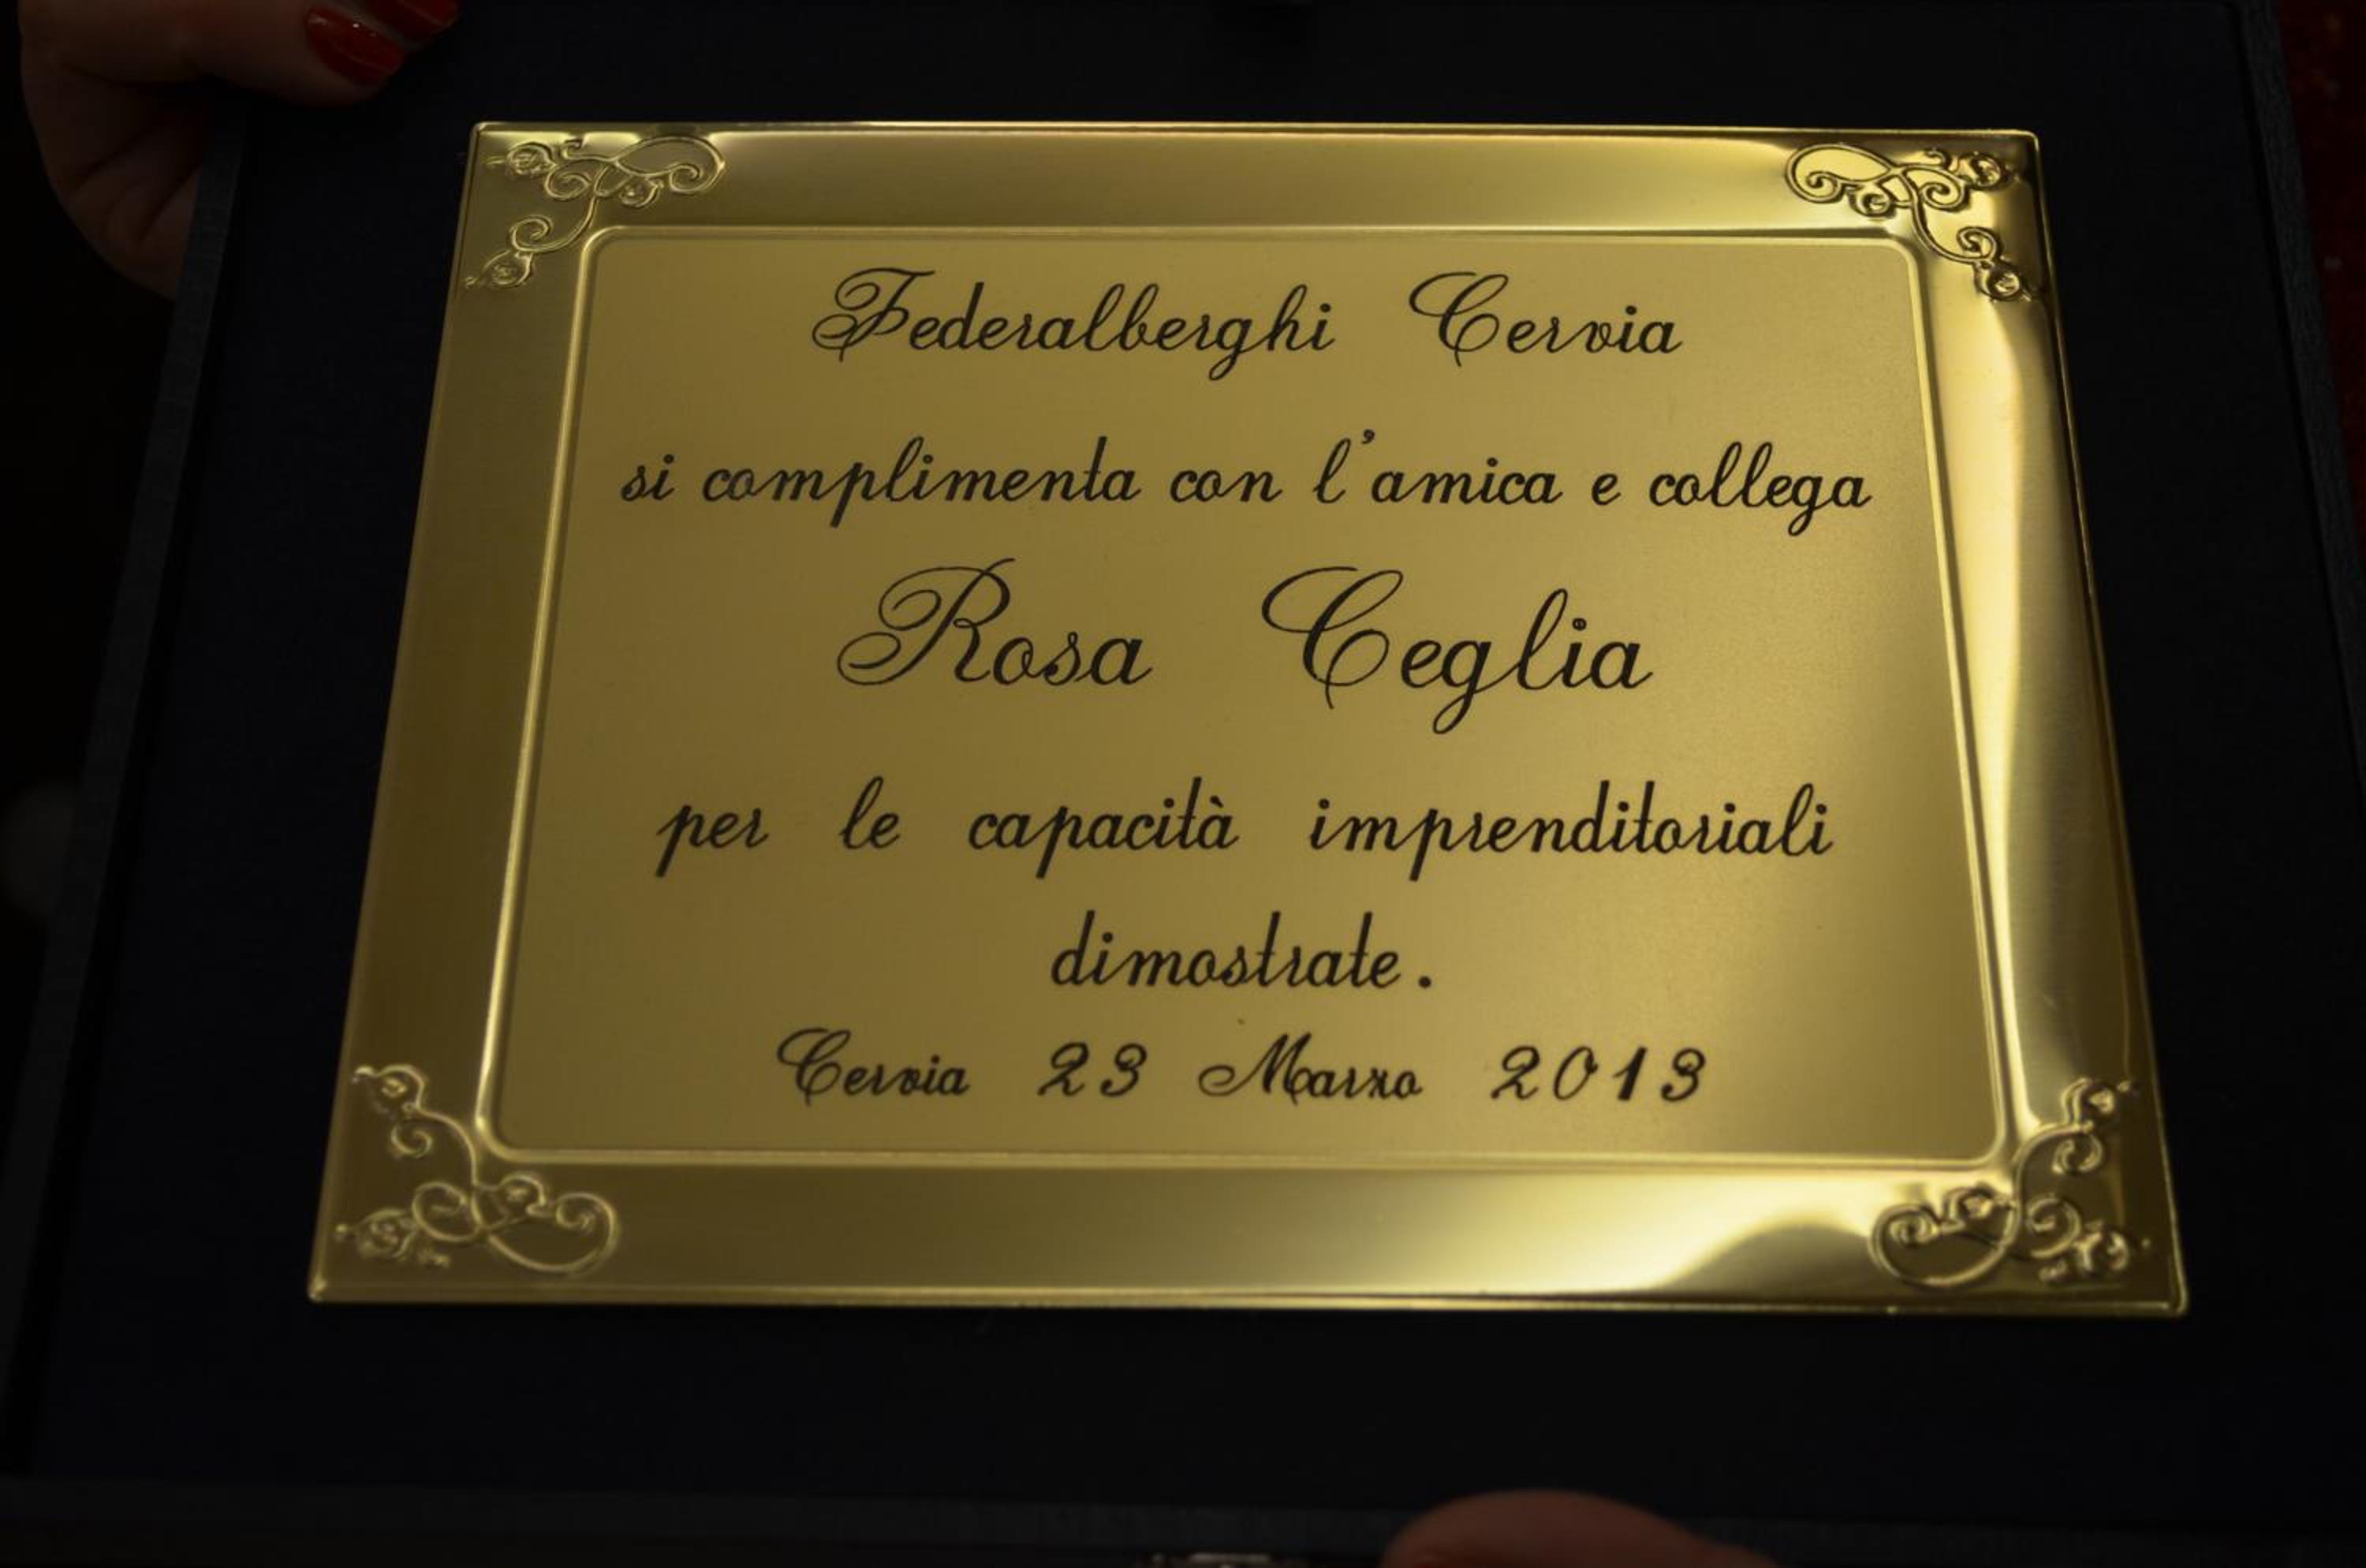 Federalberghi Cervia
si complimenta con l'amica e collega
Rosa Ceglia
per le capacità imprenditoriali
dimostrate.
Cervia 23 Marzo 2013